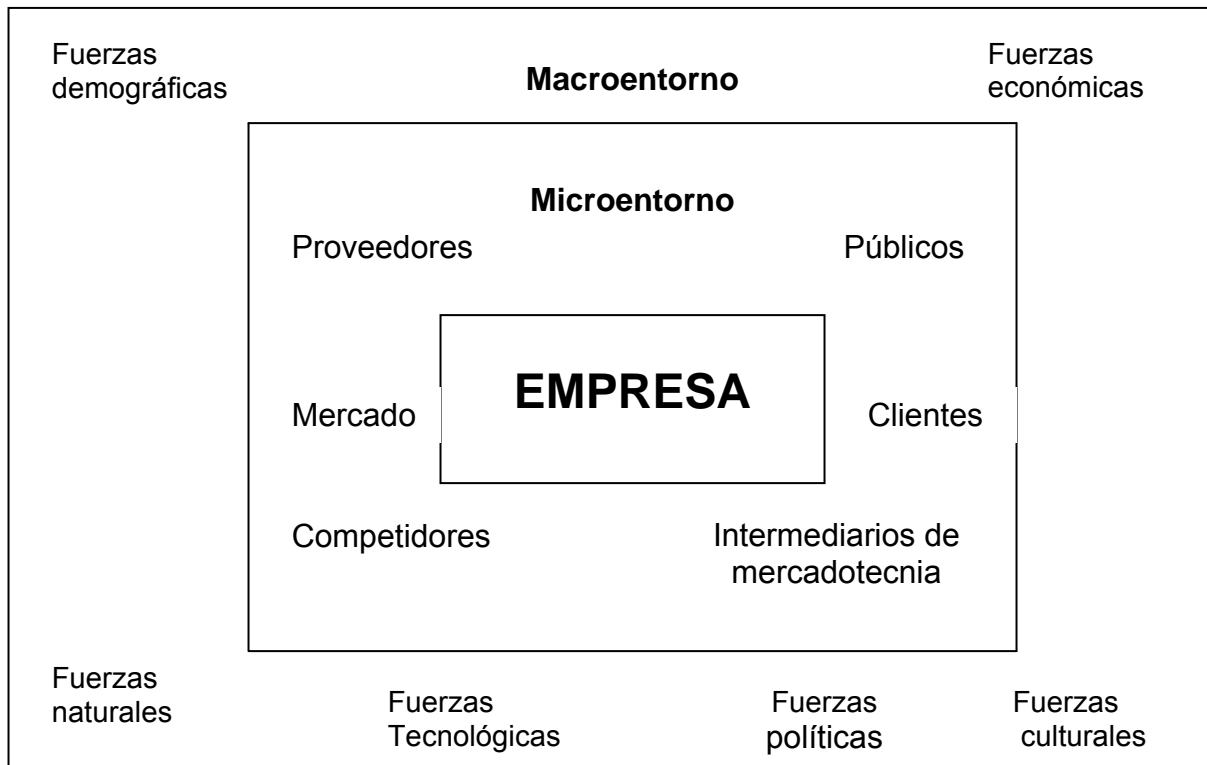 Fuerzas
demográficas
Macroentorno
Fuerzas
económicas
Microentorno
Proveedores
Públicos
EMPRESA
Mercado
Clientes
Competidores
Intermediarios de
mercadotecnia
Fuerzas
naturales
Fuerzas
Tecnológicas
Fuerzas
políticas
Fuerzas
culturales